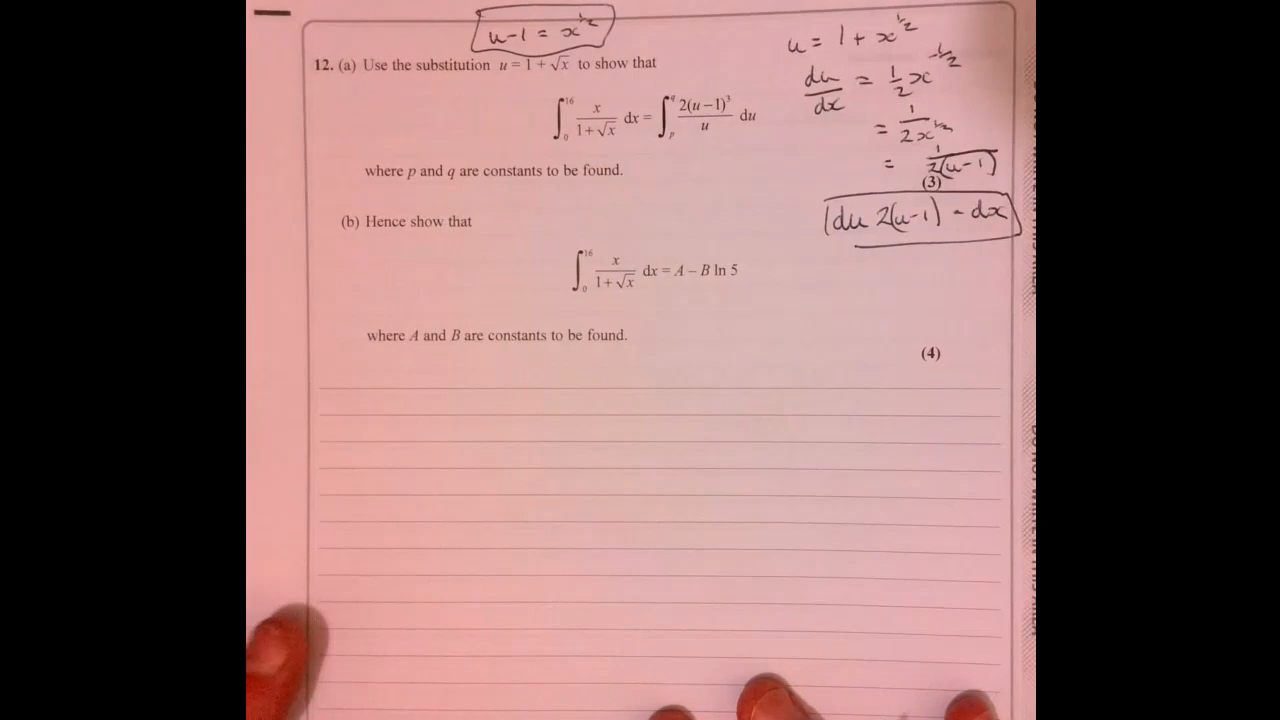 u-1 = x^½
12. (a) Use the substitution u = 1 + √x to show that
∫₀¹⁶ x/(1+√x) dx = ∫ₚ^q 2(u−1)³/u du
where p and q are constants to be found.
(3)
(b) Hence show that
∫₀¹⁶ x/(1+√x) dx = A − B ln 5
where A and B are constants to be found.
(4)
u = 1 + x^½
du/dx = ½x^-½
= 1/2x^½
= 1/2(u-1)
du 2(u-1) = dx